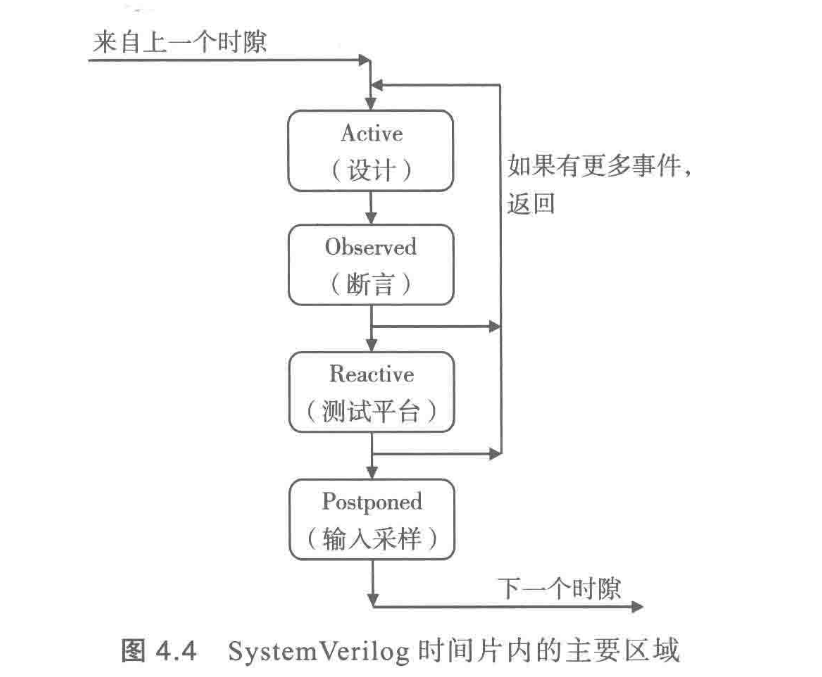 来自上一个时隙
Active
（设计）
如果有更多事件，
返回
Observed
（断言）
Reactive
（测试平台）
Postponed
（输入采样）
下一个时隙
图 4.4 SystemVerilog 时间片内的主要区域